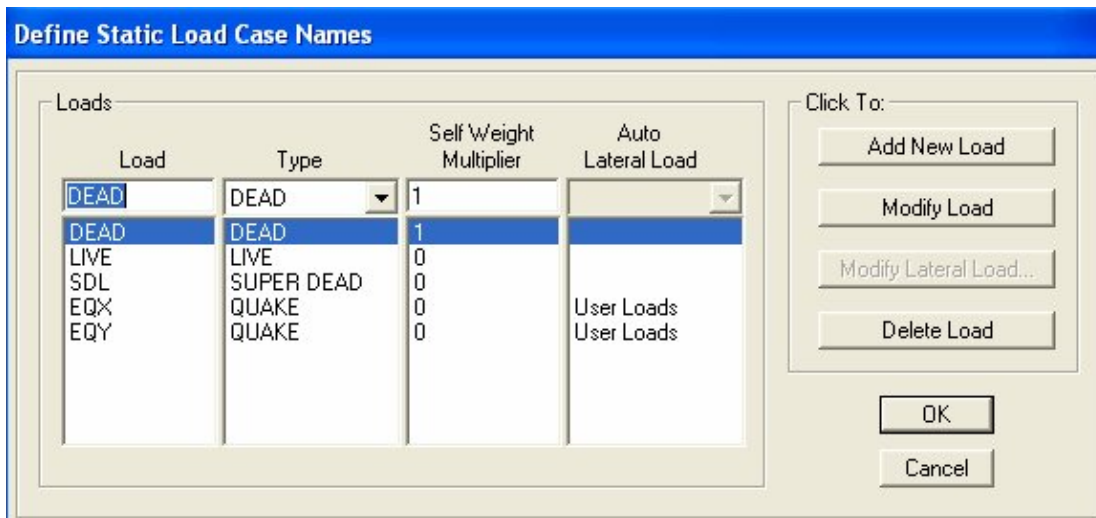 Define Static Load Case Names
Loads
Load Type Self Weight Multiplier Auto Lateral Load
DEAD DEAD 1
DEAD DEAD 1
LIVE LIVE 0
SDL SUPER DEAD 0
EQX QUAKE 0 User Loads
EQY QUAKE 0 User Loads
Click To:
Add New Load
Modify Load
Modify Lateral Load...
Delete Load
OK
Cancel